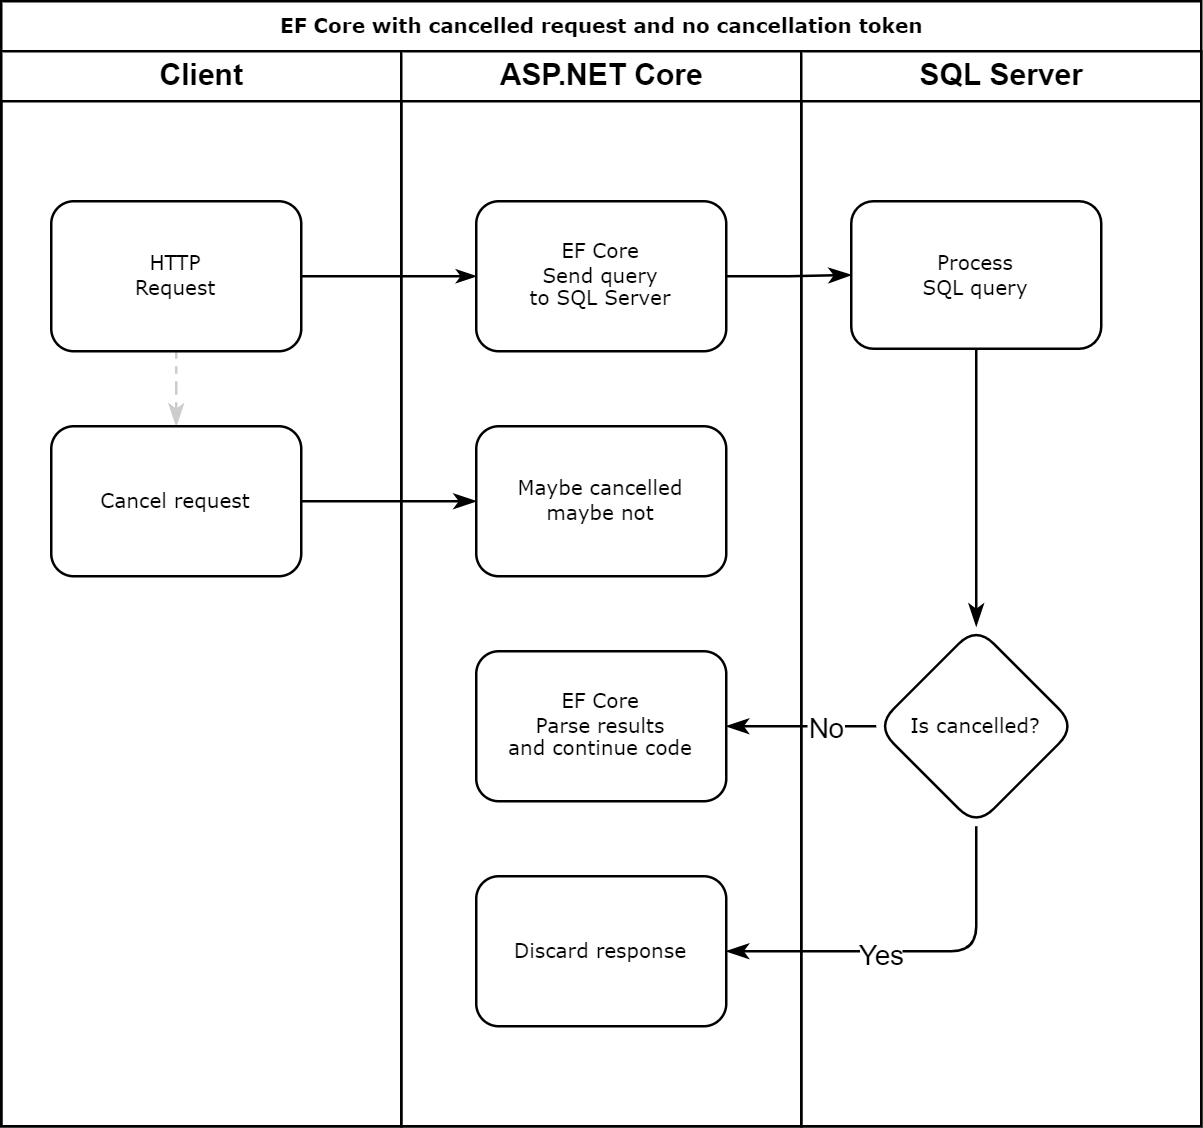 EF Core with cancelled request and no cancellation token
Client
ASP.NET Core
SQL Server
HTTP
Request
EF Core
Send query
to SQL Server
Process
SQL query
Cancel request
Maybe cancelled
maybe not
EF Core
Parse results
and continue code
No
Is cancelled?
Discard response
Yes